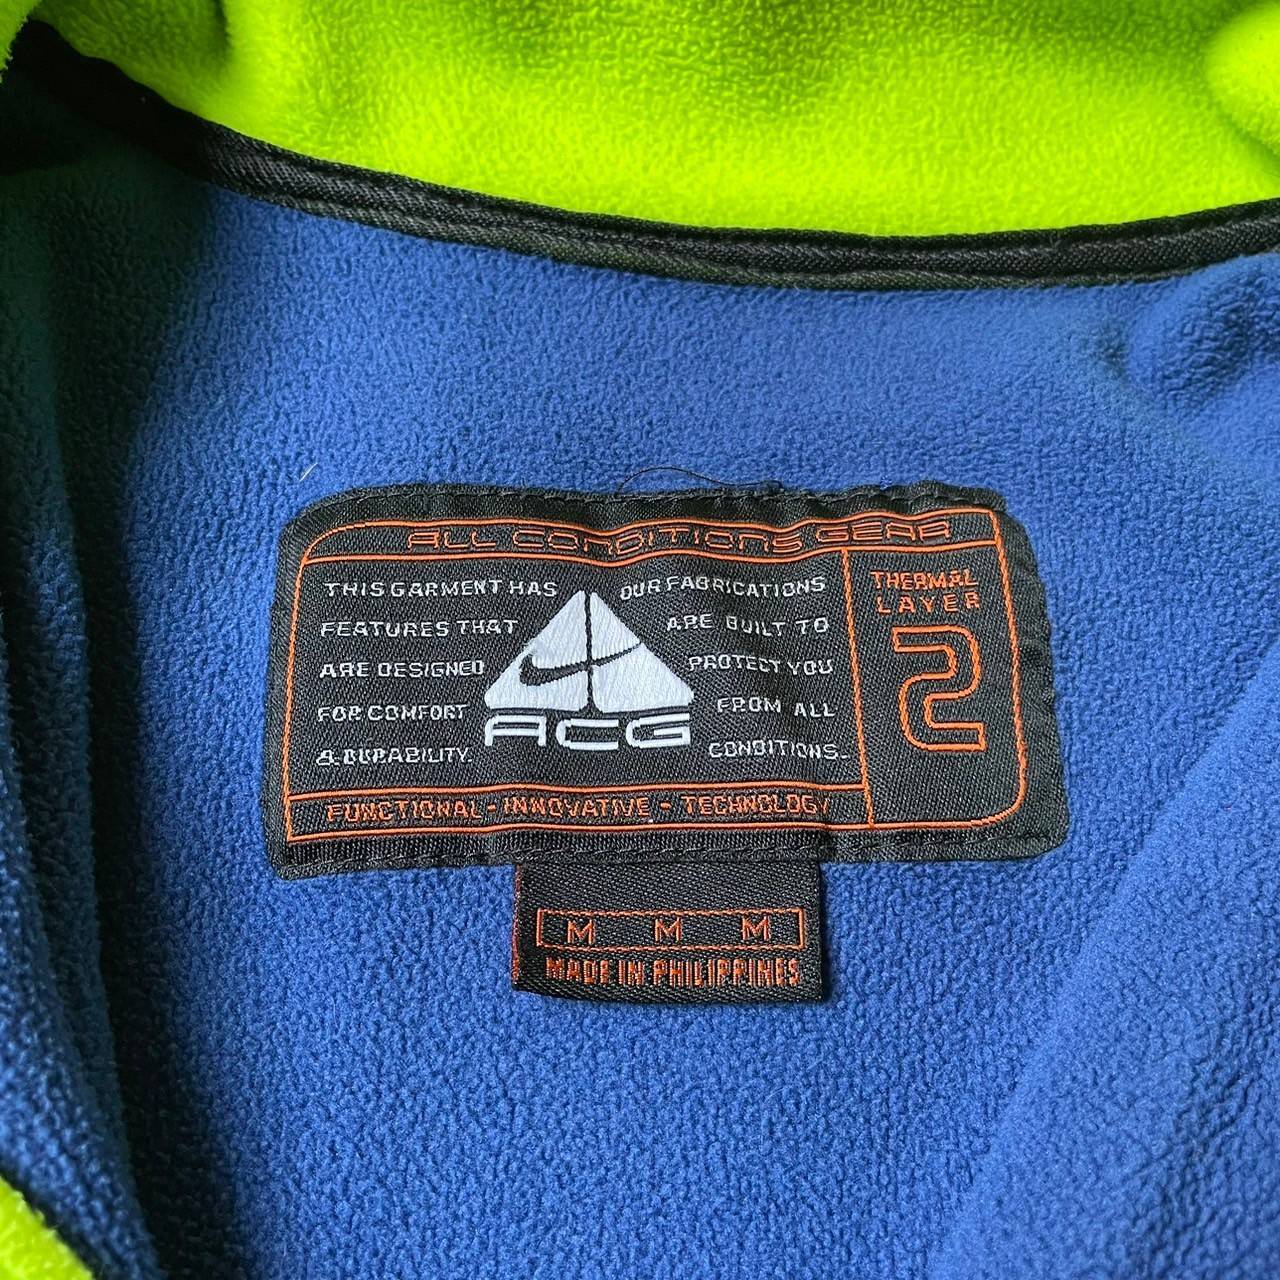 ALL CONDITIONS GEAR
THIS GARMENT HAS
FEATURES THAT
ARE DESIGNED
FOR COMFORT
& DURABILITY.
OUR FABRICATIONS
ARE BUILT TO
PROTECT YOU
FROM ALL
CONDITIONS.
ACG
THERMAL
LAYER
2
FUNCTIONAL - INNOVATIVE - TECHNOLOGY
M M M
MADE IN PHILIPPINES